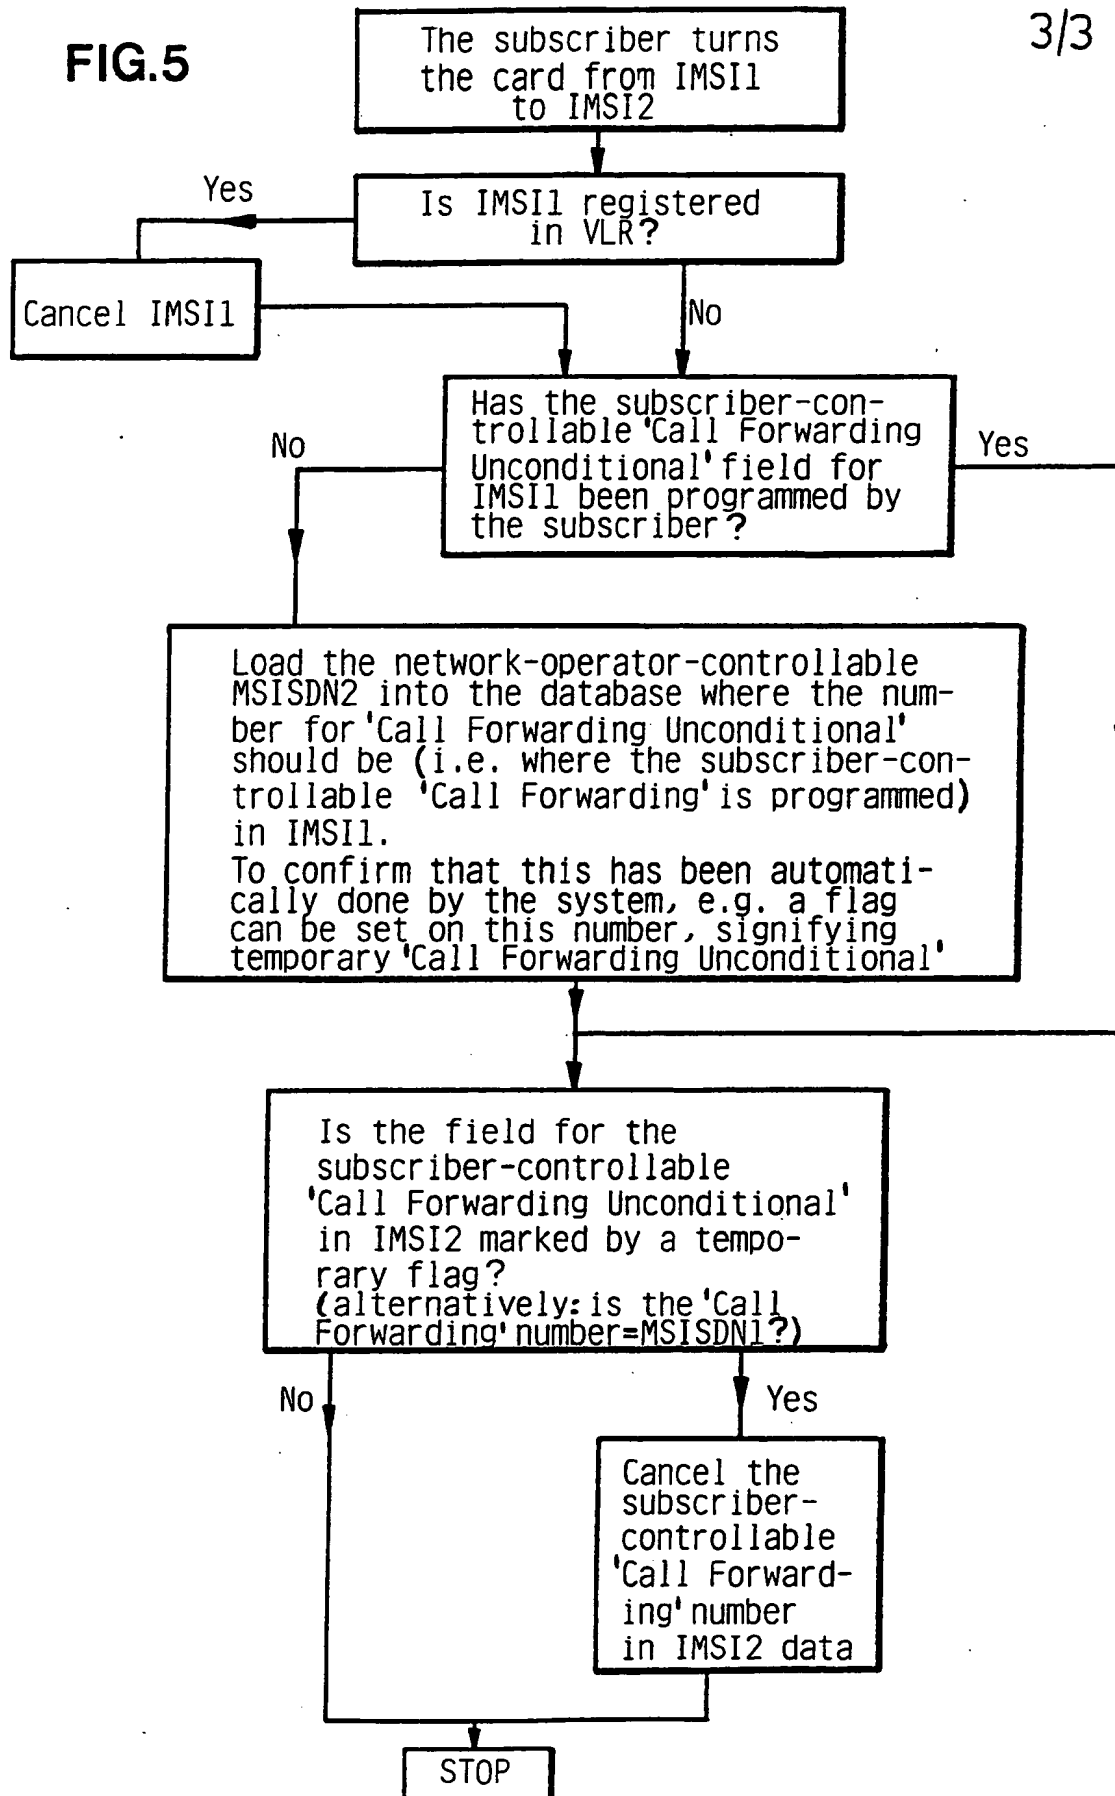 FIG.5
3/3
The subscriber turns
the card from IMSI1
to IMSI2
Yes
Is IMSI1 registered
in VLR?
Cancel IMSI1
No
Has the subscriber-con-
trollable 'Call Forwarding
Unconditional' field for
IMSI1 been programmed by
the subscriber?
No
Yes
Load the network-operator-controllable
MSISDN2 into the database where the num-
ber for 'Call Forwarding Unconditional'
should be (i.e. where the subscriber-con-
trollable 'Call Forwarding' is programmed)
in IMSI1.
To confirm that this has been automati-
cally done by the system, e.g. a flag
can be set on this number, signifying
temporary 'Call Forwarding Unconditional'
Is the field for the
subscriber-controllable
'Call Forwarding Unconditional'
in IMSI2 marked by a tempo-
rary flag?
(alternatively: is the 'Call
Forwarding' number=MSISDN1?)
No
Yes
Cancel the
subscriber-
controllable
'Call Forward-
ing' number
in IMSI2 data
STOP